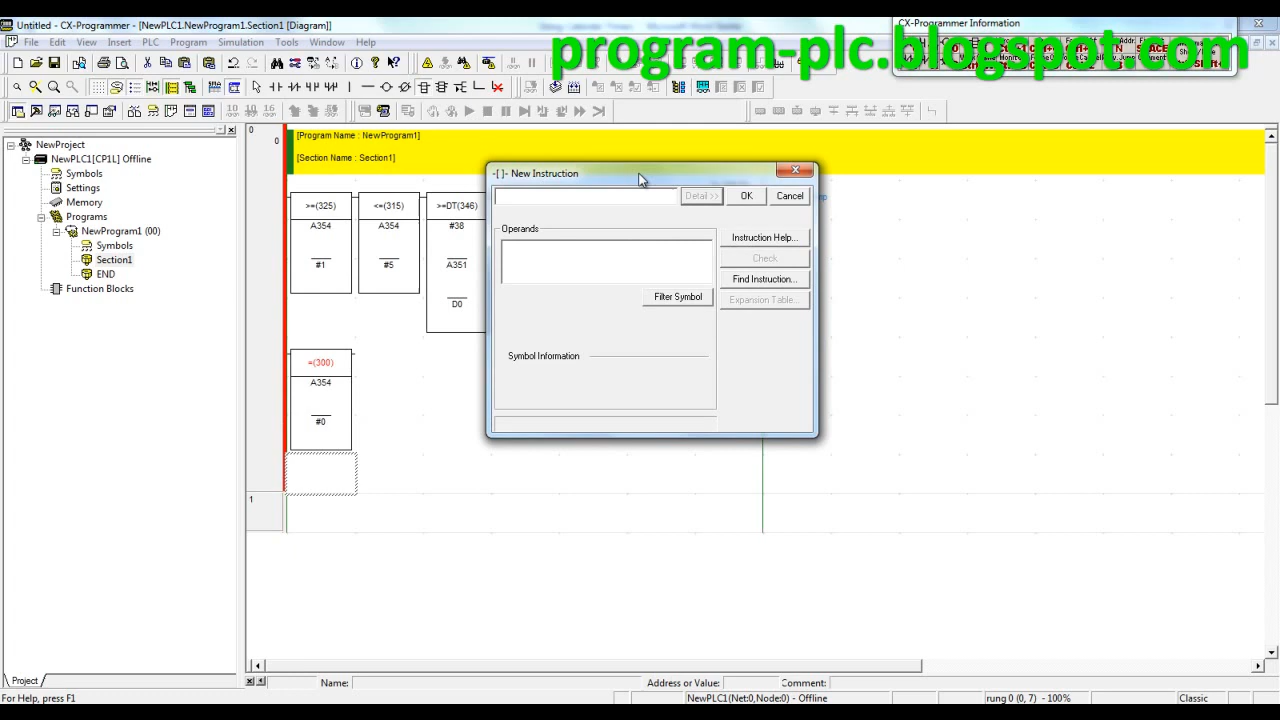 Untitled - CX-Programmer - [NewPLC1.NewProgram1.Section1 [Diagram]]
CX-Programmer Information
File Edit View Insert PLC Program Simulation Tools Window Help
program-plc.blogspot.com
NewProject
NewPLC1[CP1L] Offline
Symbols
Settings
Memory
Programs
NewProgram1 (00)
Symbols
Section1
END
Function Blocks
Project
0
0
[Program Name : NewProgram1]
[Section Name : Section1]
>=(325)
A354
#1
<=(315)
A354
#5
>=DT(346)
#38
A351
D0
=(300)
A354
#0
1
-[ ]- New Instruction
Detail >>
OK
Cancel
Operands
Instruction Help...
Check
Find Instruction...
Filter Symbol
Expansion Table...
Symbol Information
Name:
Address or Value:
Comment:
For Help, press F1
NewPLC1(Net:0,Node:0) - Offline
rung 0 (0, 7) - 100%
Classic